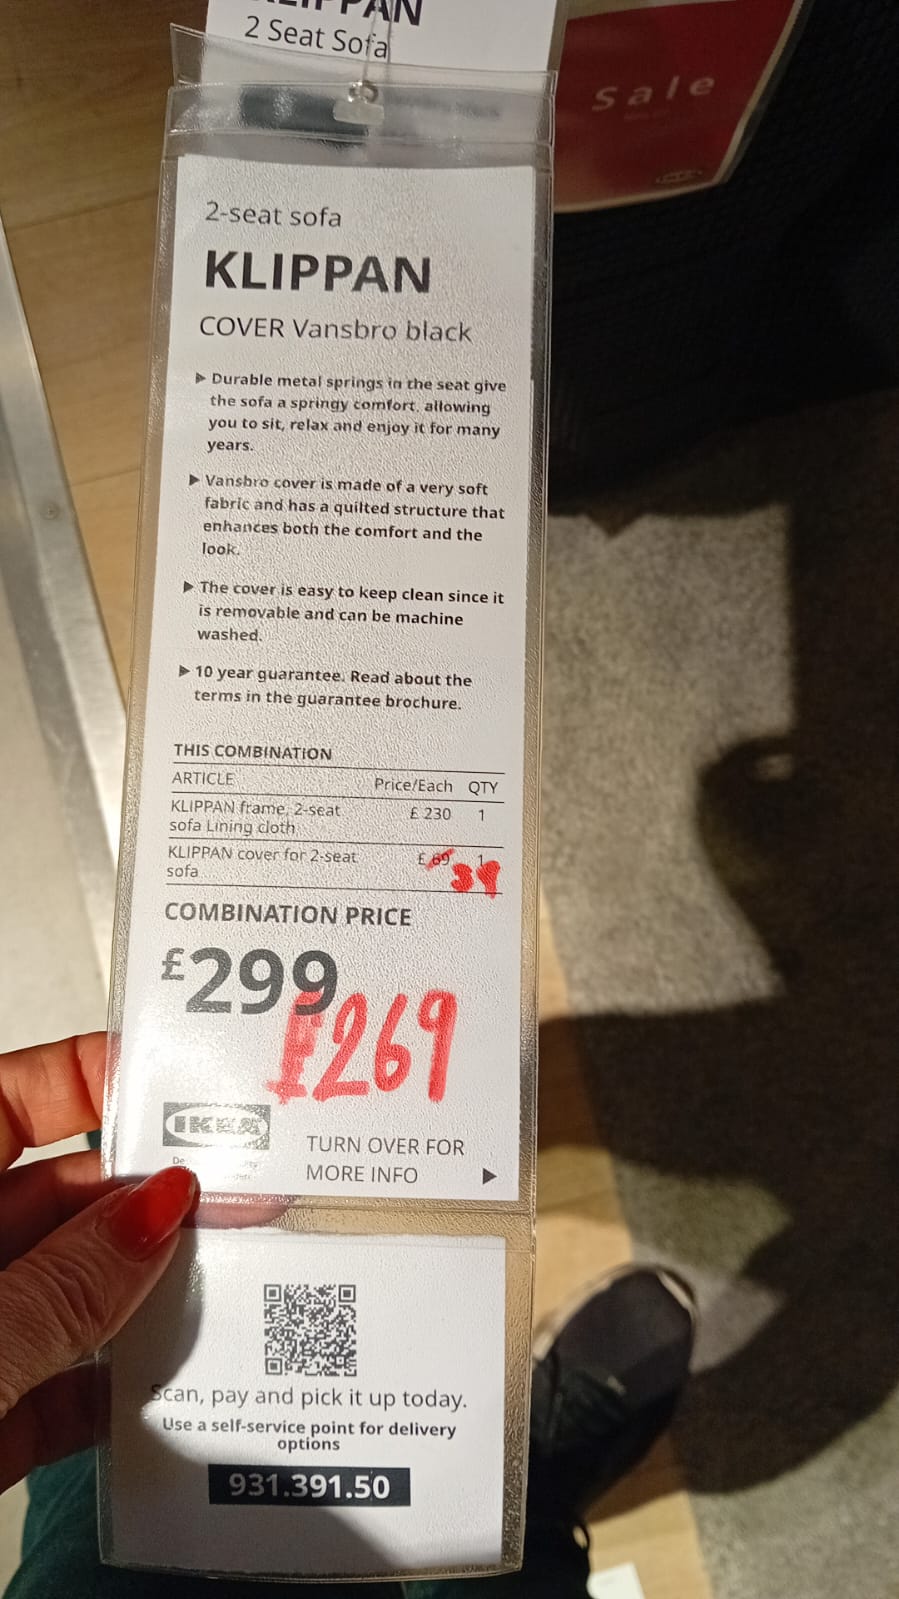 KLIPPAN
2 Seat Sofa
Sale
2-seat sofa
KLIPPAN
COVER Vansbro black
▶ Durable metal springs in the seat give
the sofa a springy comfort, allowing
you to sit, relax and enjoy it for many
years.
▶ Vansbro cover is made of a very soft
fabric and has a quilted structure that
enhances both the comfort and the
look.
▶ The cover is easy to keep clean since it
is removable and can be machine
washed.
▶ 10 year guarantee. Read about the
terms in the guarantee brochure.
THIS COMBINATION
ARTICLE Price/Each QTY
KLIPPAN frame, 2-seat £ 230 1
sofa Lining cloth
KLIPPAN cover for 2-seat £ 69 1
sofa 39
COMBINATION PRICE
£299
£269
IKEA
TURN OVER FOR
MORE INFO ▶
Scan, pay and pick it up today.
Use a self-service point for delivery
options
931.391.50